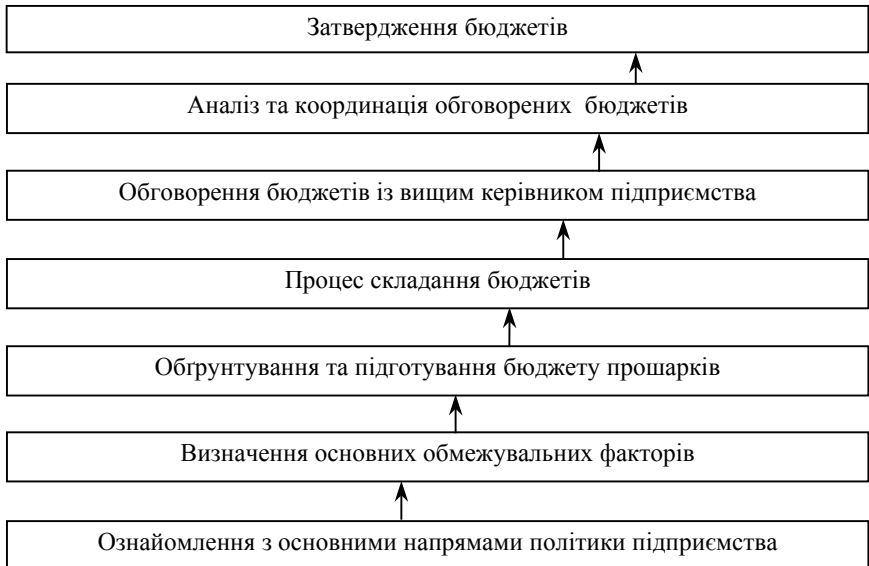 Затвердження бюджетів
Аналіз та координація обговорених бюджетів
Обговорення бюджетів із вищим керівником підприємства
Процес складання бюджетів
Обґрунтування та підготування бюджету прошарків
Визначення основних обмежувальних факторів
Ознайомлення з основними напрямами політики підприємства